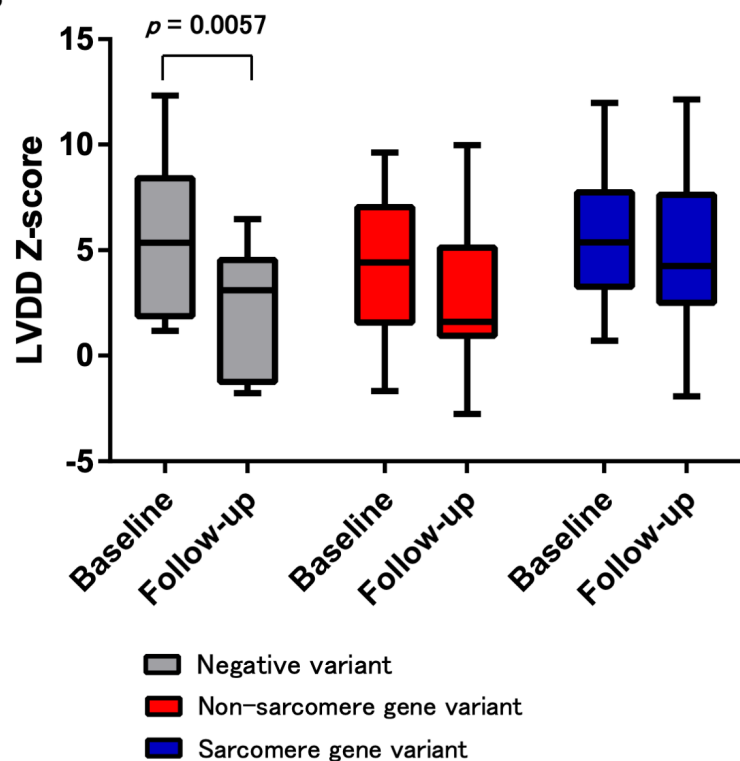 p = 0.0057
15
10
5
0
-5
LVDD Z-score
Baseline
Follow-up
Baseline
Follow-up
Baseline
Follow-up
Negative variant
Non-sarcomere gene variant
Sarcomere gene variant